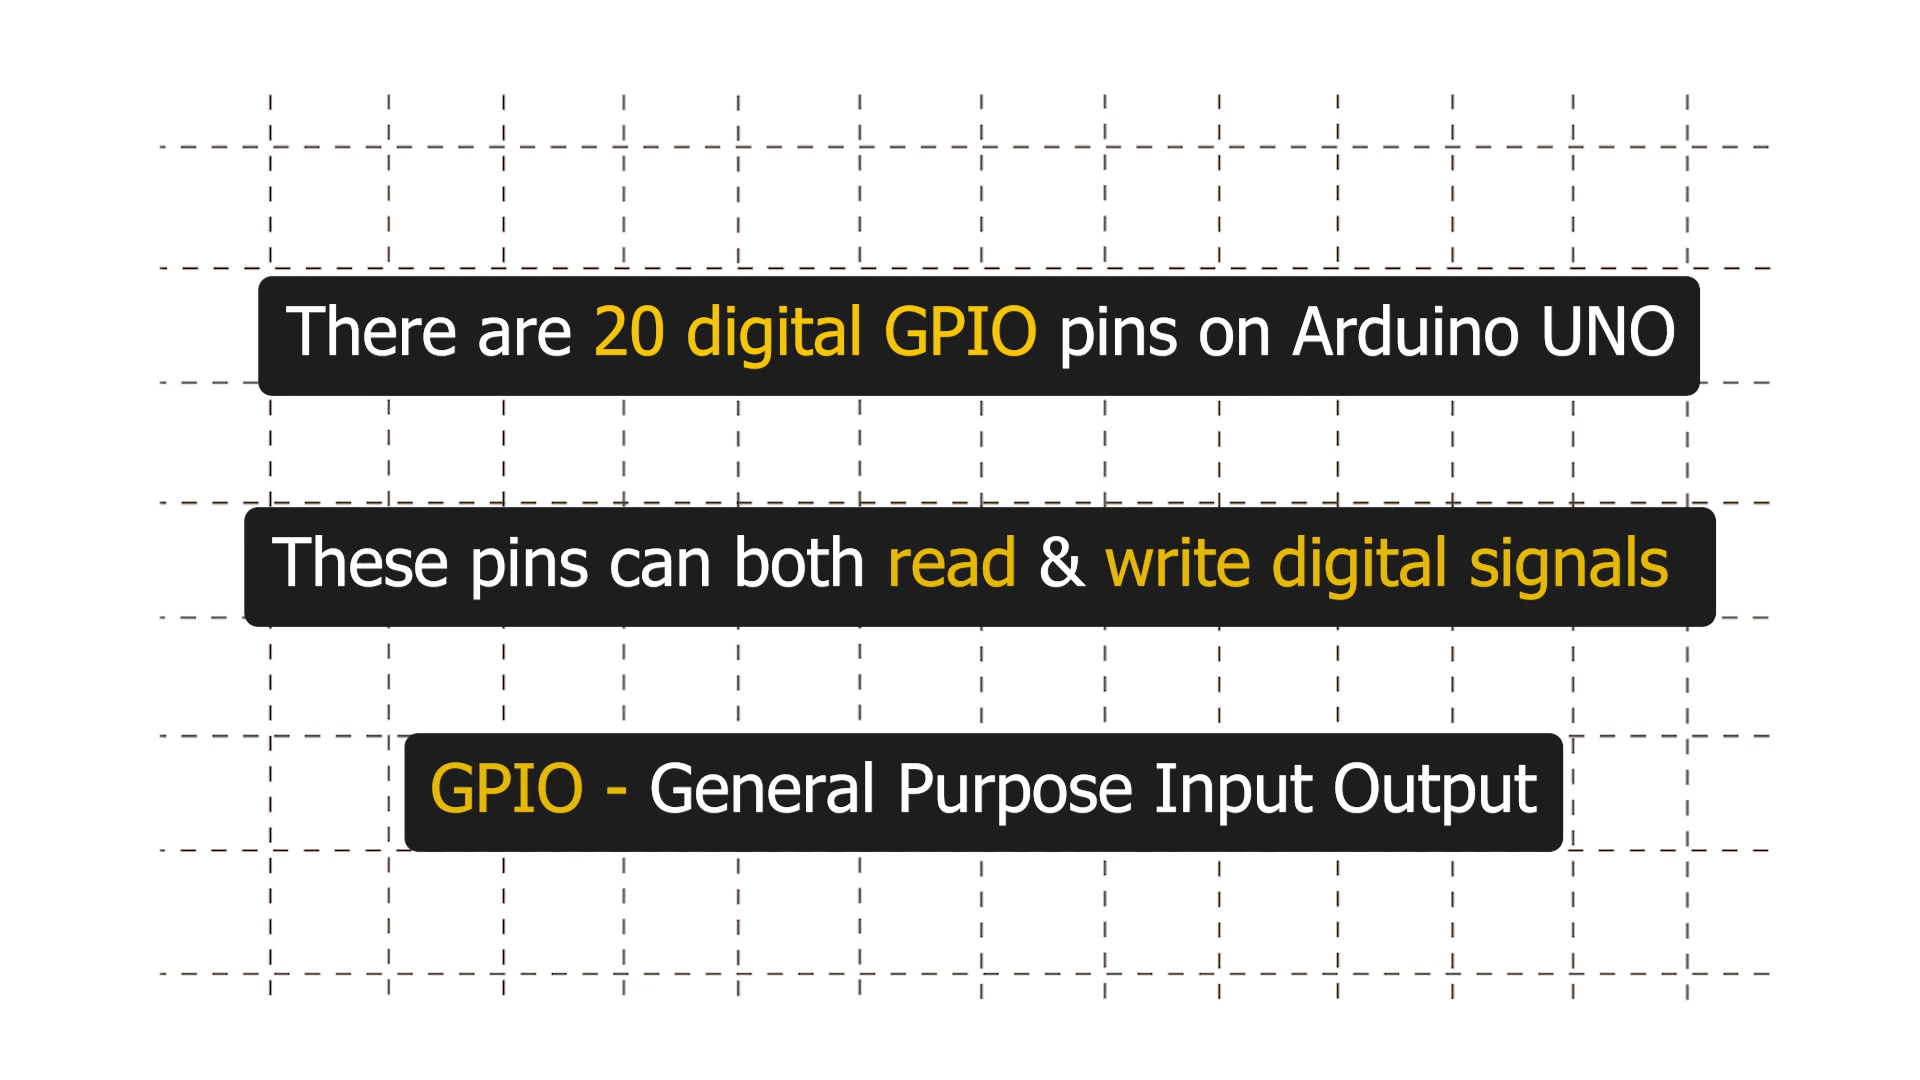 There are 20 digital GPIO pins on Arduino UNO
These pins can both read & write digital signals
GPIO - General Purpose Input Output